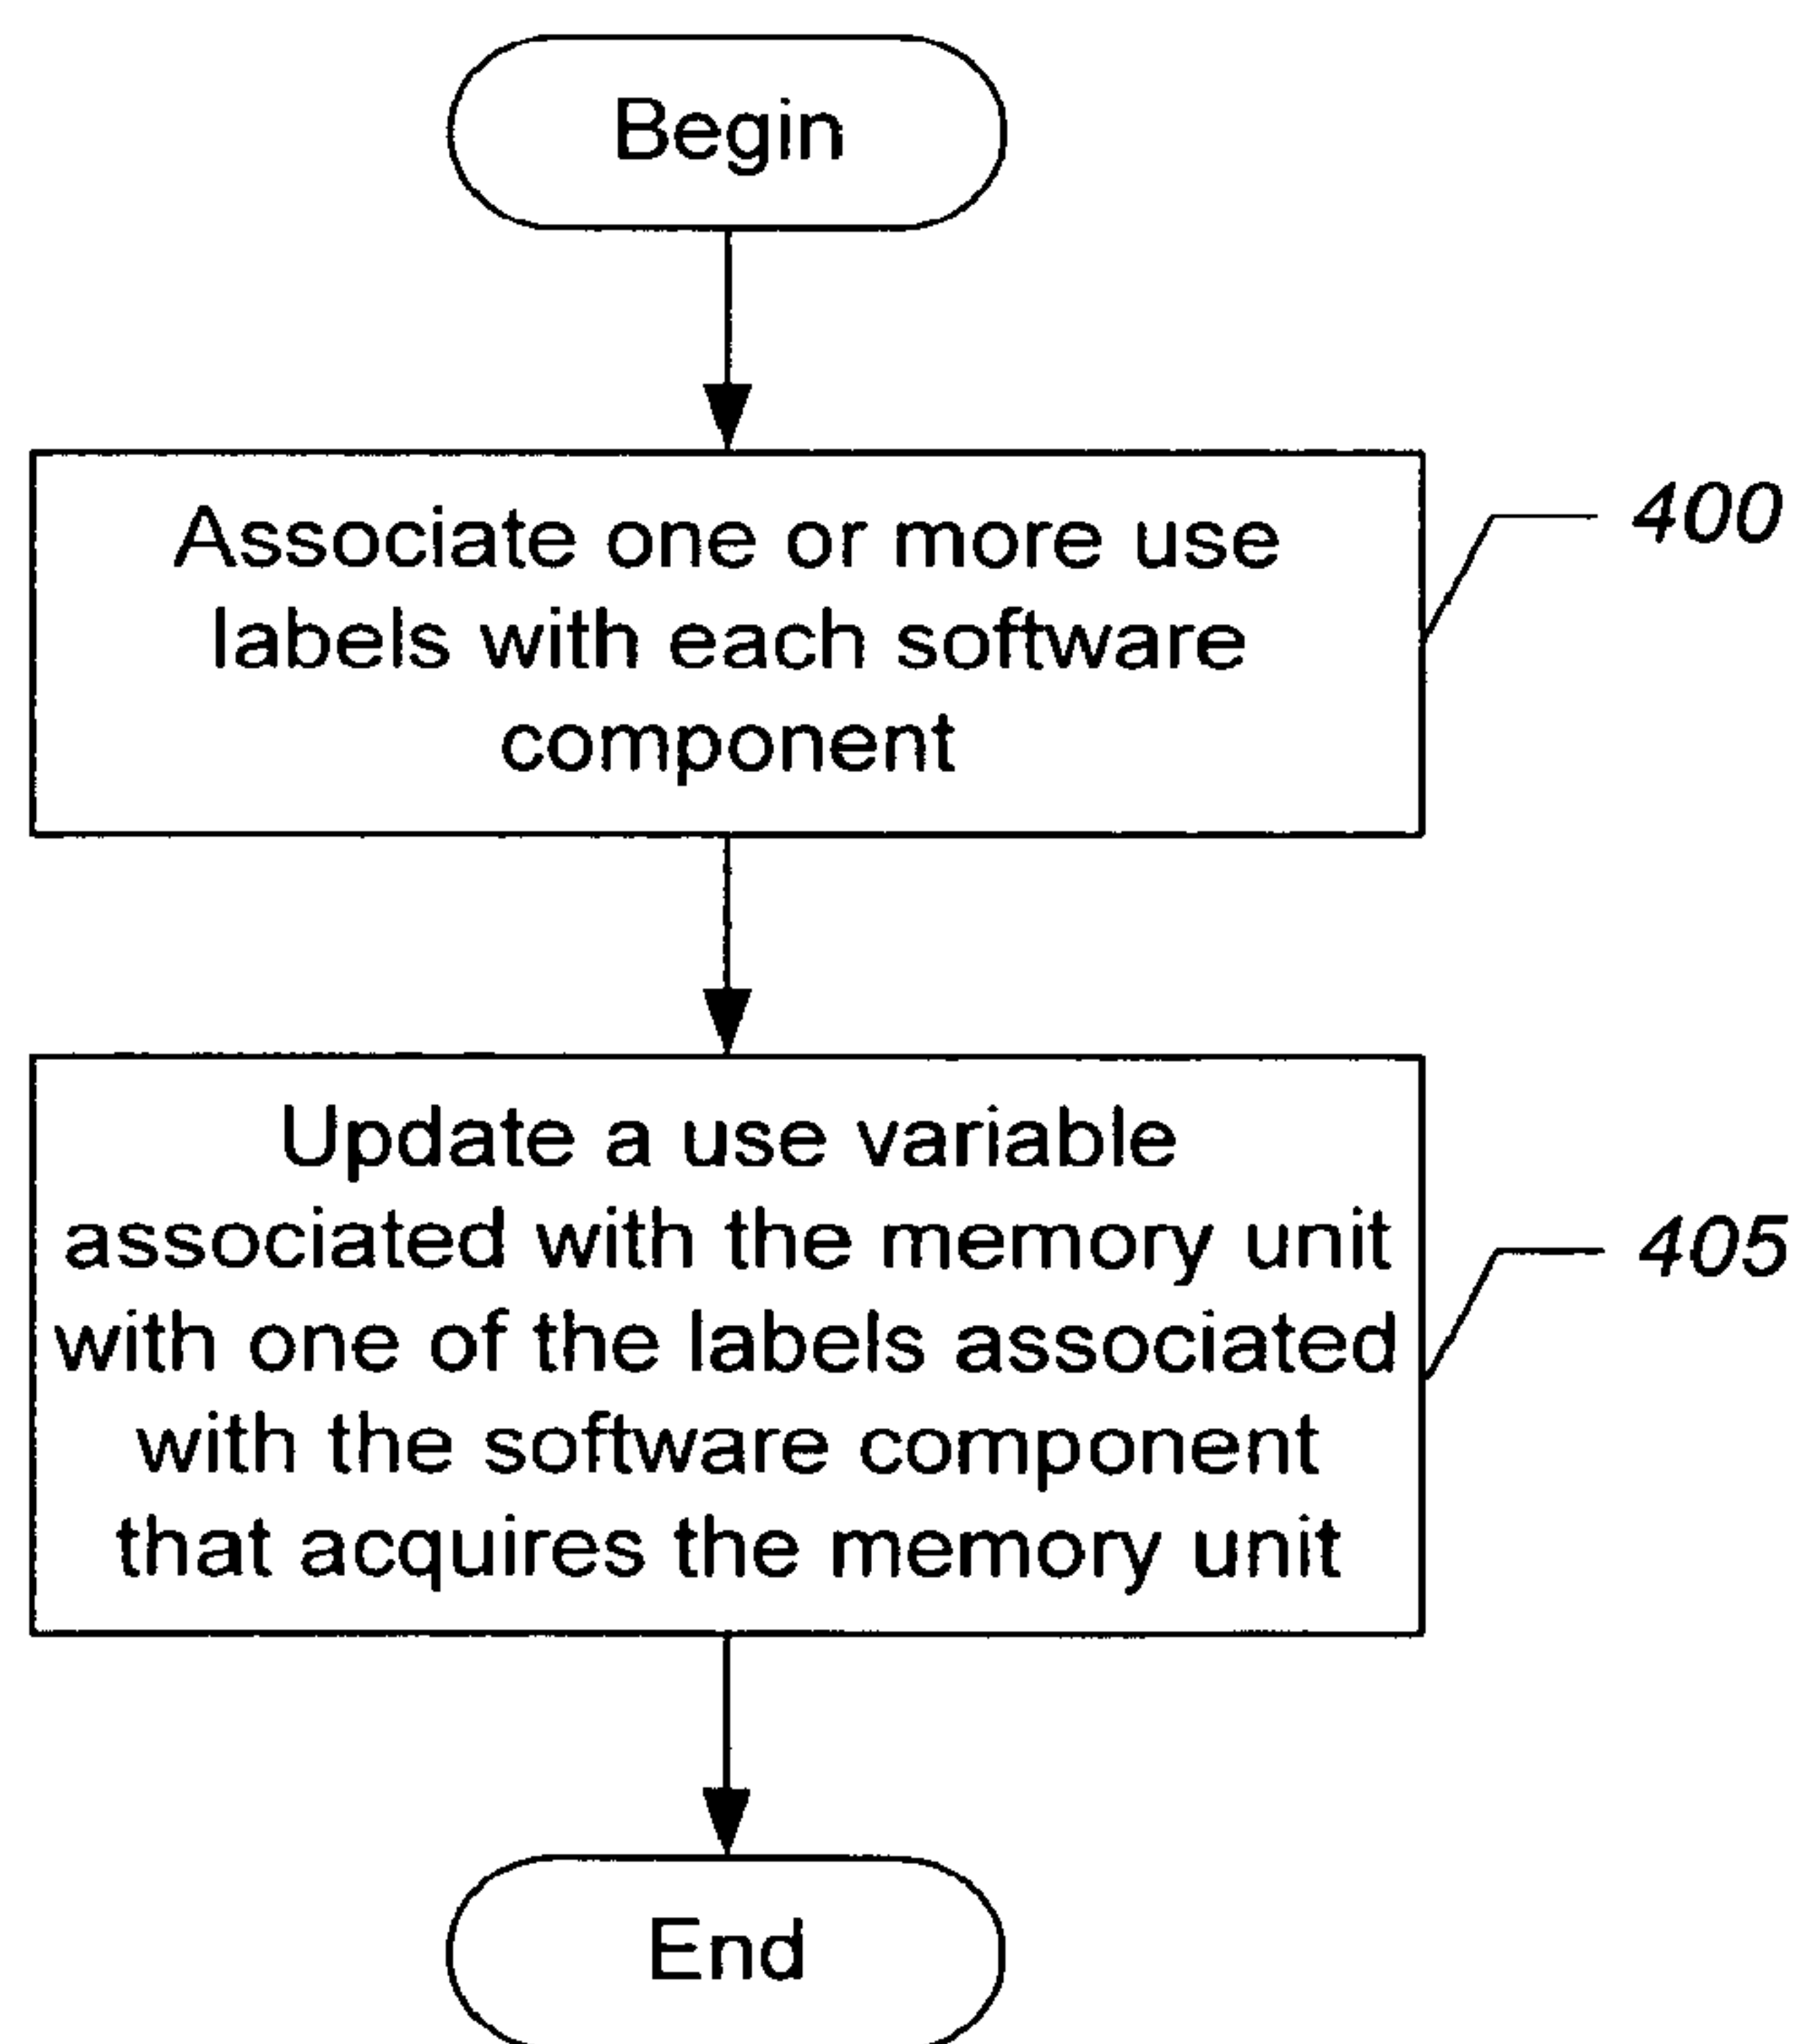 Begin
Associate one or more use
labels with each software
component
400
Update a use variable
associated with the memory unit
with one of the labels associated
with the software component
that acquires the memory unit
405
End